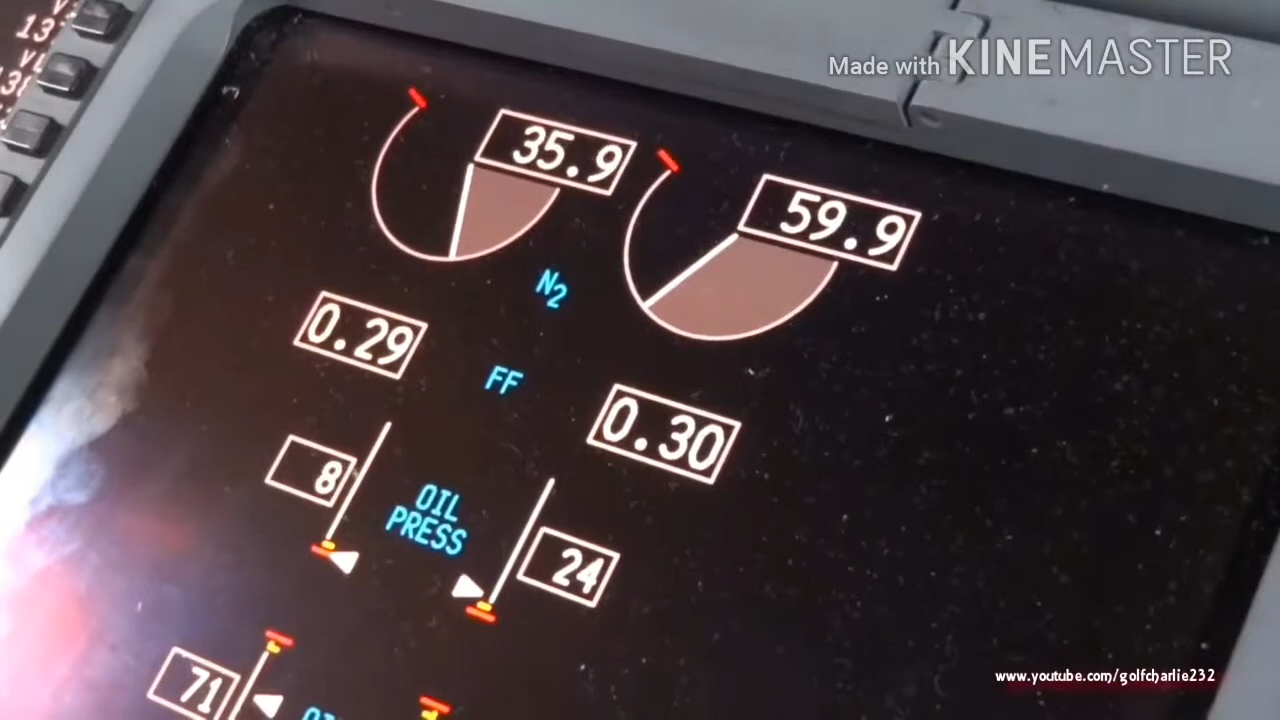 Made with KINEMASTER
35.9
59.9
N2
0.29
FF
0.30
8
OIL
PRESS
24
71
www.youtube.com/golfcharlie232